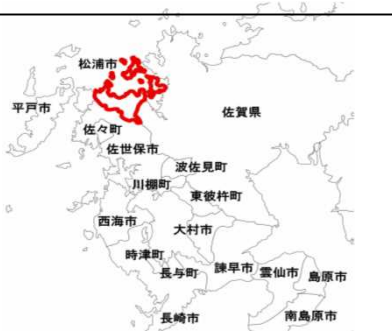 松浦市
平戸市
佐賀県
佐々町
佐世保市
波佐見町
川棚町
東彼杵町
西海市
大村市
時津町
長与町
諫早市
雲仙市
島原市
長崎市
南島原市